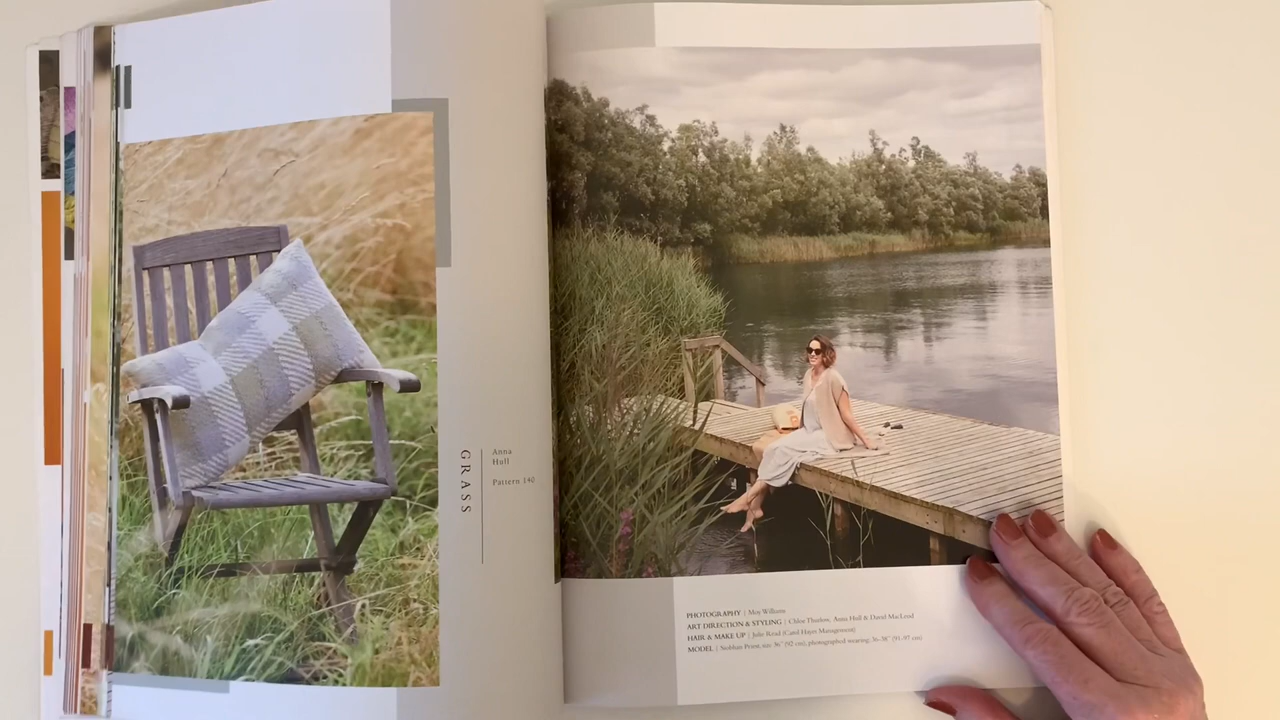 GRASS
Anna
Hull
Pattern 140
PHOTOGRAPHY | Moy Williams
ART DIRECTION & STYLING | Chloe Thurlow, Anna Hull & David MacLeod
HAIR & MAKE UP | Julie Read (Carol Hayes Management)
MODEL | Siobhan Priest, size 36" (92 cm), photographed wearing: 36-38" (91-97 cm)